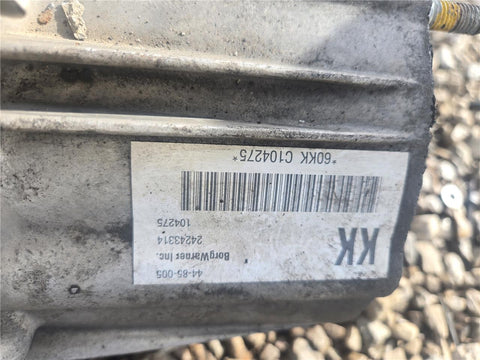 44-85-005
BorgWarner Inc.
KK
24243314
104275
*60KK C104275*